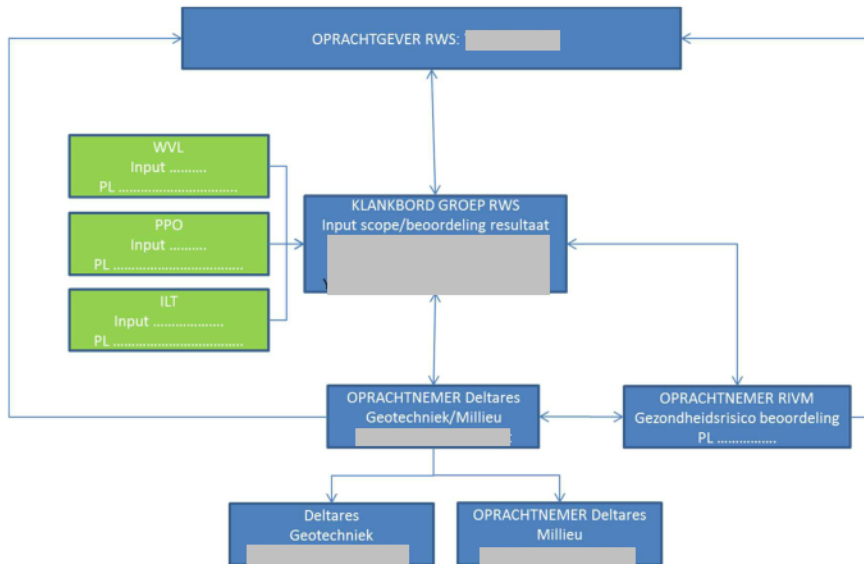 OPRACHTGEVER RWS:
WVL
Input ..........
PL ................................
PPO
Input ..........
PL ...................................
ILT
Input ...................
PL ...................................
KLANKBORD GROEP RWS
Input scope/beoordeling resultaat
OPRACHTNEMER Deltares
Geotechniek/Millieu
OPRACHTNEMER RIVM
Gezondheidsrisico beoordeling
PL ................
Deltares
Geotechniek
OPRACHTNEMER Deltares
Millieu